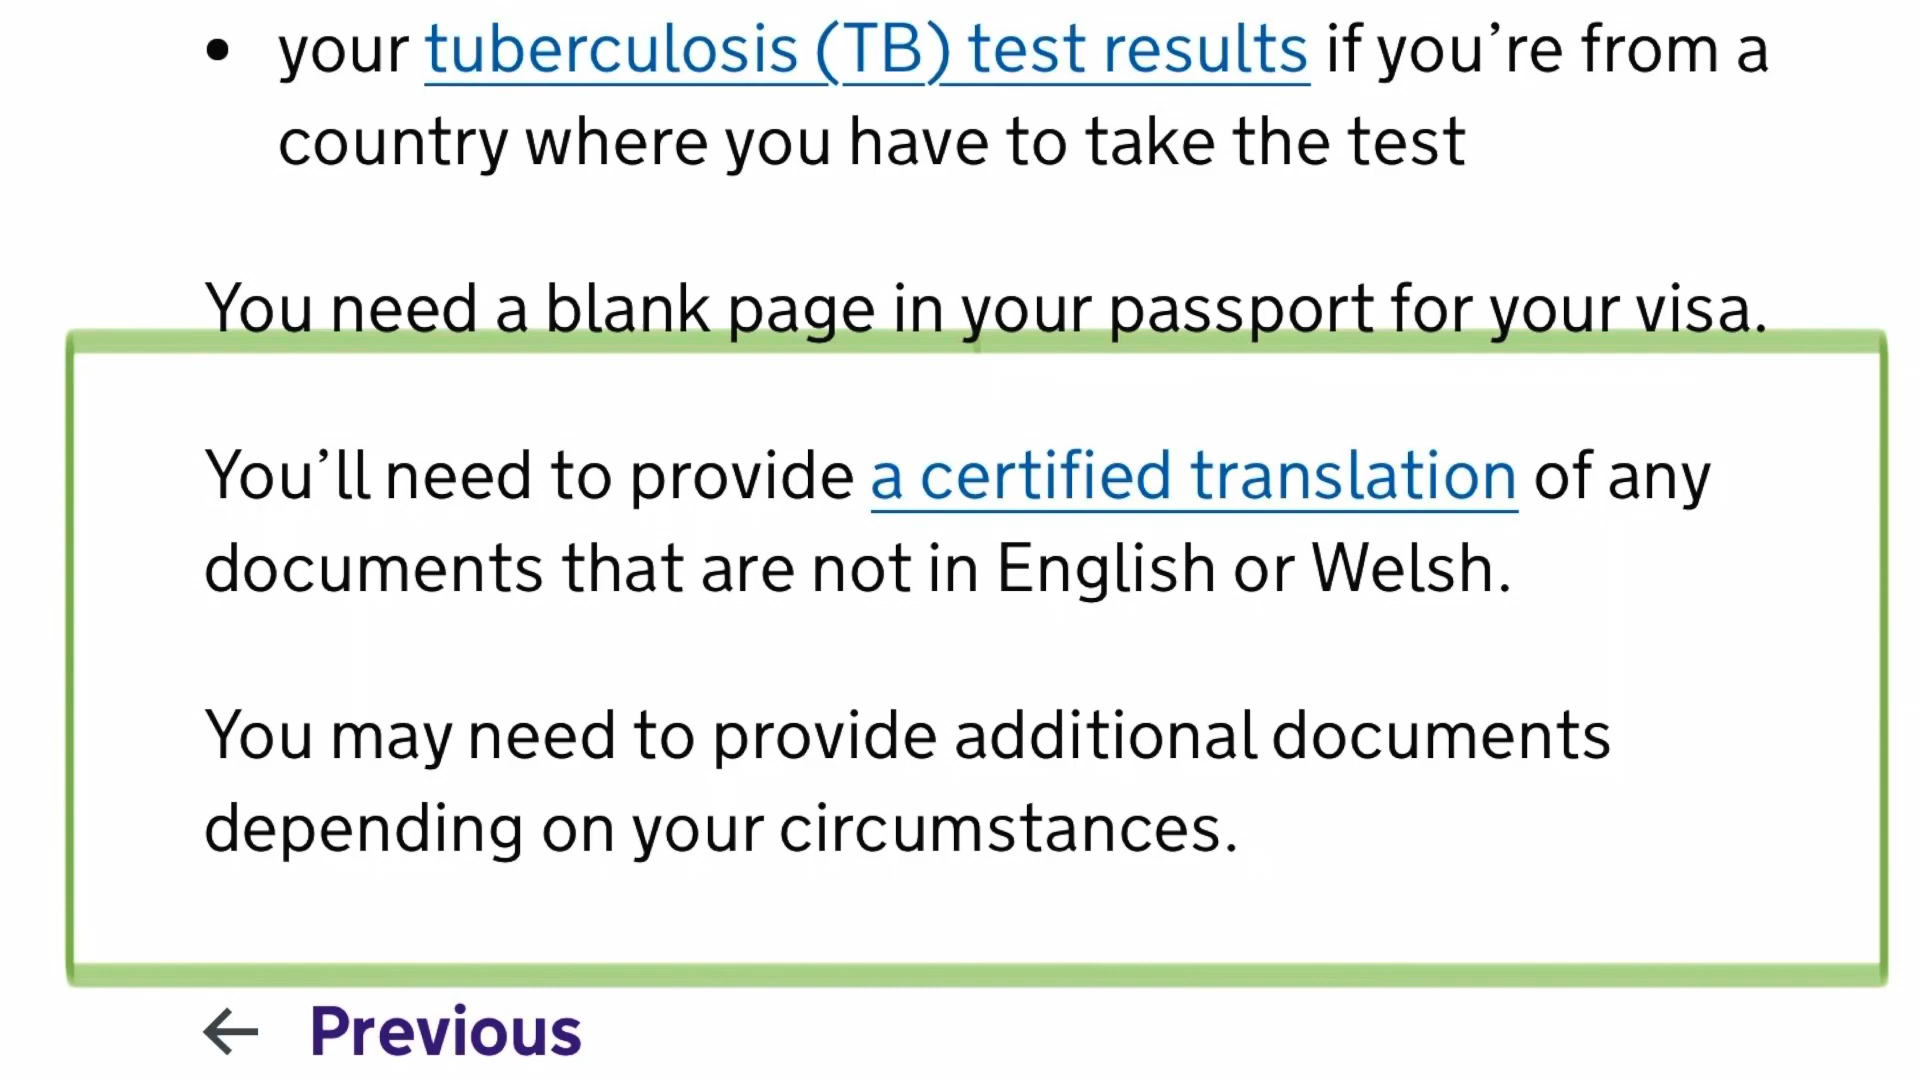 • your tuberculosis (TB) test results if you’re from a
country where you have to take the test
You need a blank page in your passport for your visa.
You’ll need to provide a certified translation of any
documents that are not in English or Welsh.
You may need to provide additional documents
depending on your circumstances.
← Previous